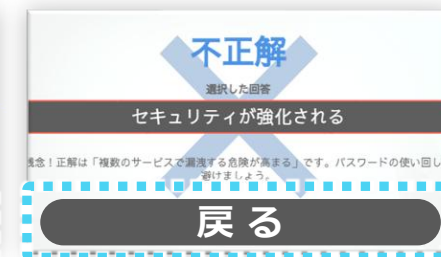 不正解
選択した回答
セキュリティが強化される
残念！正解は「複数のサービスで漏洩する危険が高まる」です。パスワードの使い回し
避けましょう。
戻る